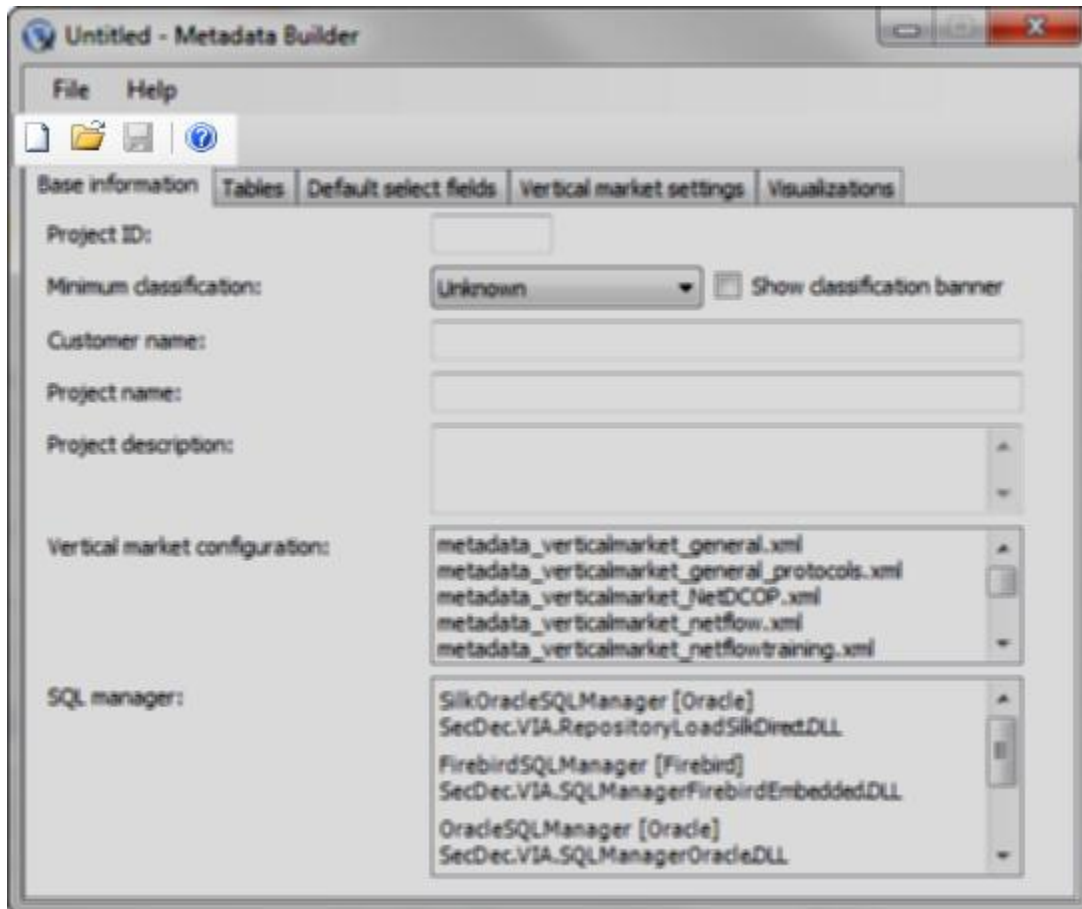 Untitled - Metadata Builder
File Help
Base information Tables Default select fields Vertical market settings Visualizations
Project ID:
Minimum classification: Unknown Show classification banner
Customer name:
Project name:
Project description:
Vertical market configuration: metadata_verticalmarket_general.xml
metadata_verticalmarket_general_protocols.xml
metadata_verticalmarket_NetDCOP.xml
metadata_verticalmarket_netflow.xml
metadata_verticalmarket_netflowtraining.xml
SQL manager: SilkOracleSQLManager [Oracle]
SecDec.VIA.RepositoryLoadSilkDirect.DLL
FirebirdSQLManager [Firebird]
SecDec.VIA.SQLManagerFirebirdEmbedded.DLL
OracleSQLManager [Oracle]
SecDec.VIA.SQLManagerOracle.DLL